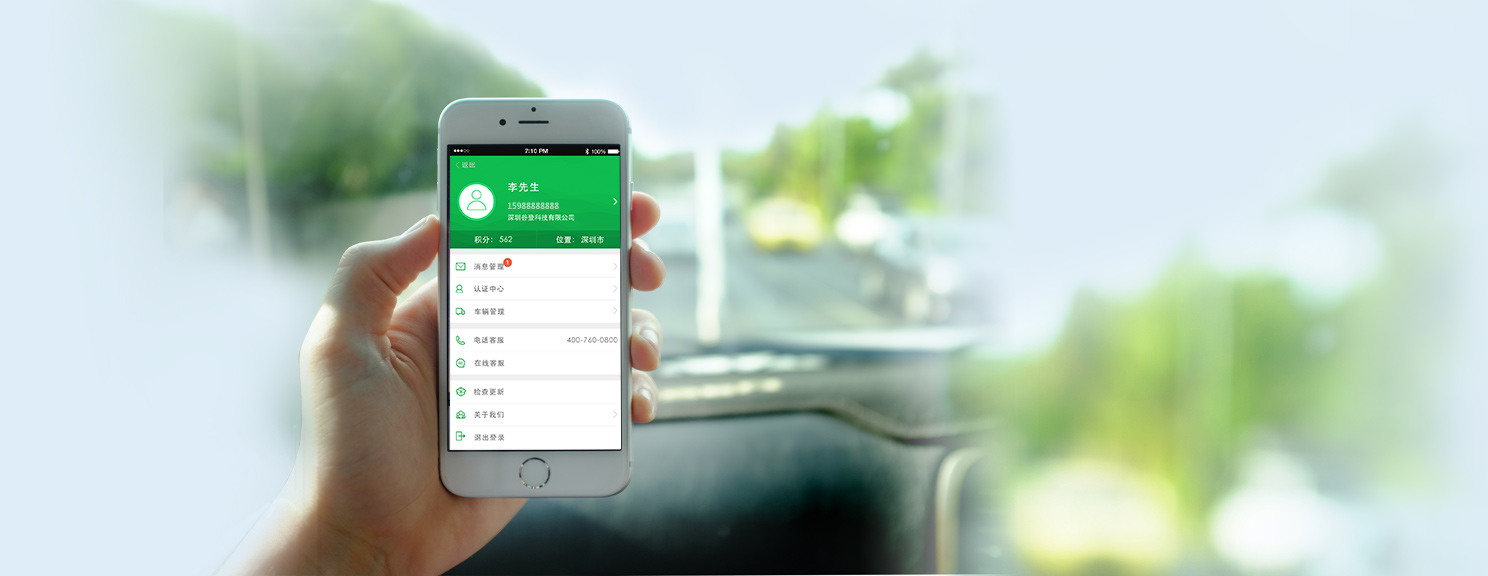 7:10 PM
100%
返回
李先生
15988888888
深圳谷登科技有限公司
积分： 562
位置： 深圳市
消息管理
1
认证中心
车辆管理
电话客服
400-760-0800
在线客服
检查更新
关于我们
退出登录